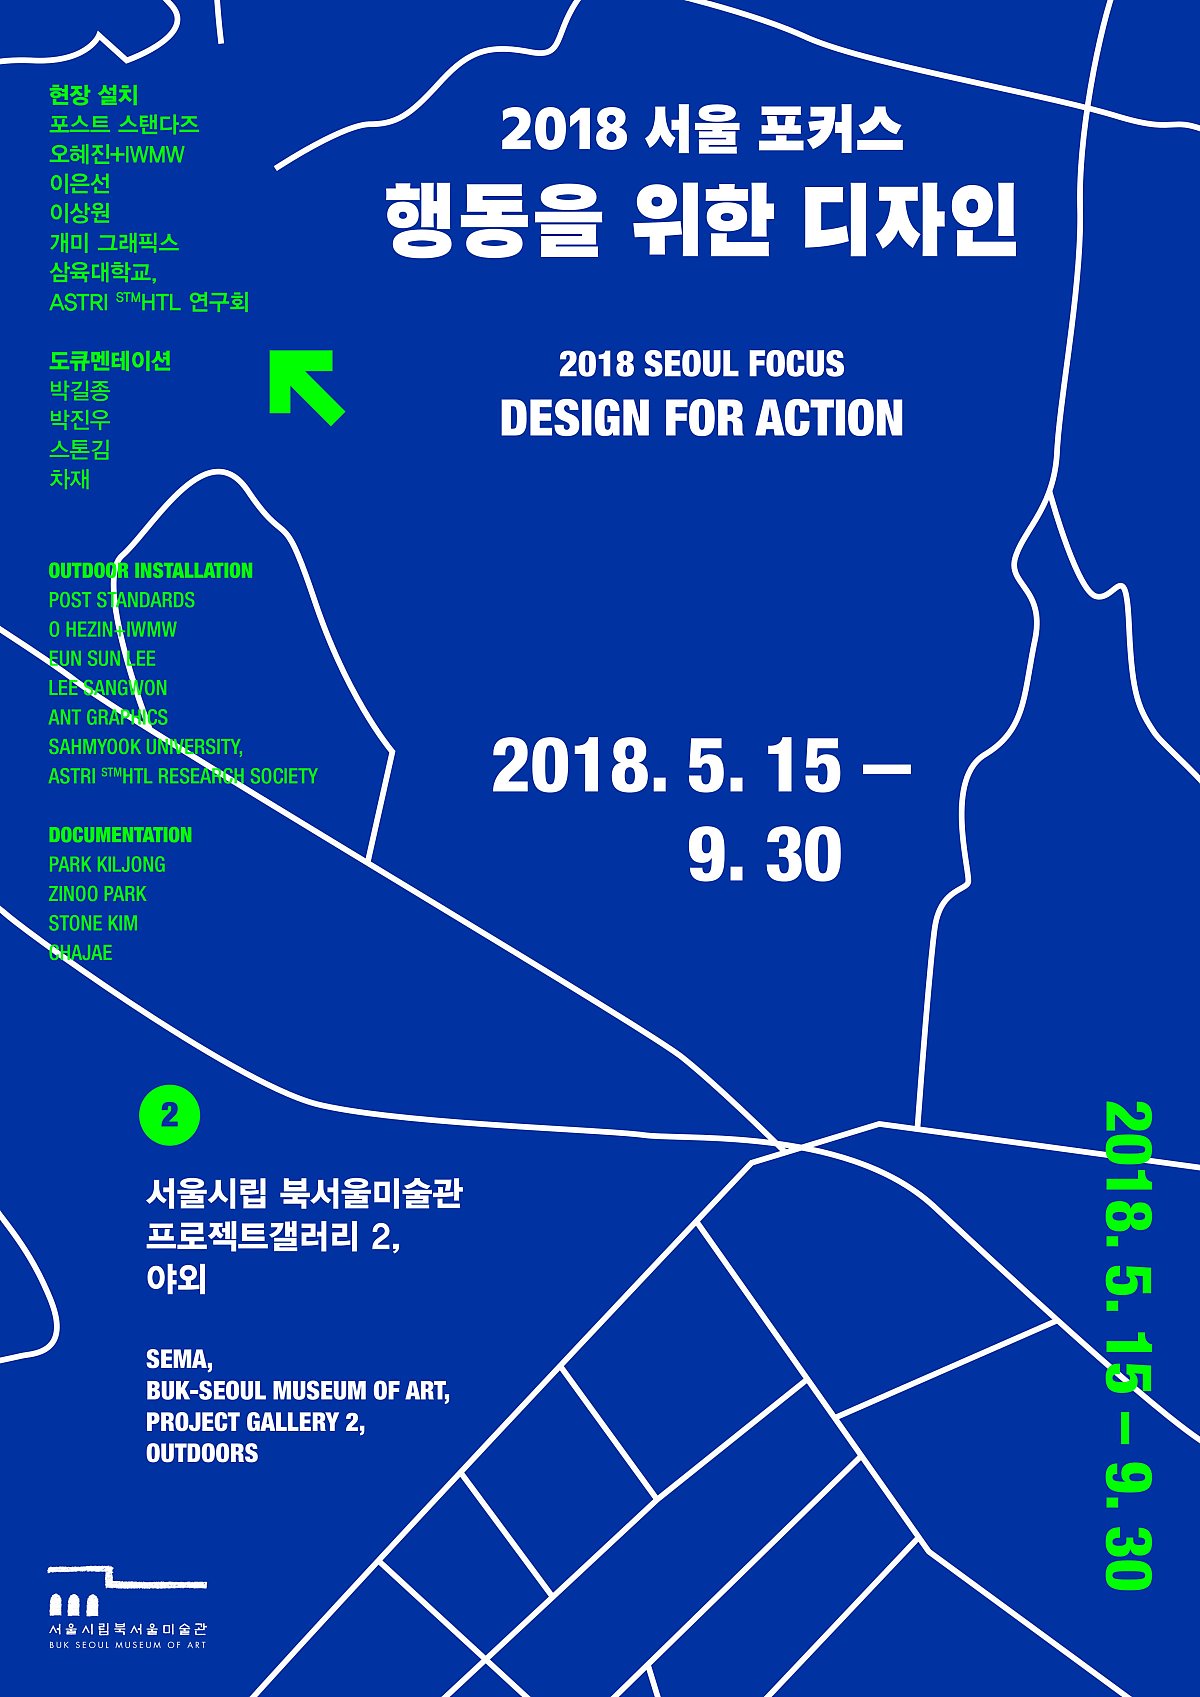 현장 설치
포스트 스탠다즈
오혜진+IWMW
이은선
이상원
개미 그래픽스
삼육대학교,
ASTRI STMHTL 연구회
도큐멘테이션
박길종
박진우
스톤김
차재
2018 서울 포커스
행동을 위한 디자인
2018 SEOUL FOCUS
DESIGN FOR ACTION
OUTDOOR INSTALLATION
POST STANDARDS
O HEZIN+IWMW
EUN SUN LEE
LEE SANGWON
ANT GRAPHICS
SAHMYOOK UNIVERSITY,
ASTRI STMHTL RESEARCH SOCIETY
DOCUMENTATION
PARK KILJONG
ZINOO PARK
STONE KIM
CHAJAE
2018. 5. 15 –
9. 30
2
서울시립 북서울미술관
프로젝트갤러리 2,
야외
SEMA,
BUK-SEOUL MUSEUM OF ART,
PROJECT GALLERY 2,
OUTDOORS
2018. 5. 15 – 9. 30
서울시립북서울미술관
BUK SEOUL MUSEUM OF ART